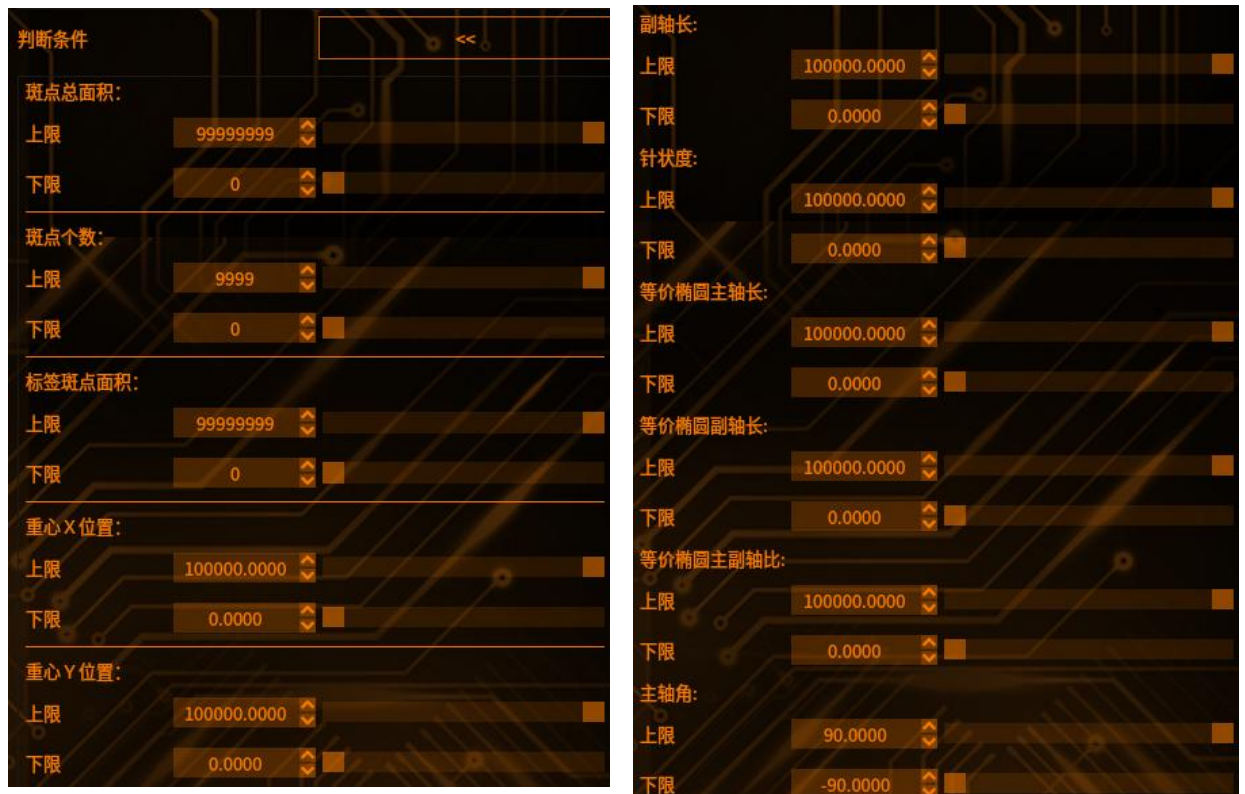 判断条件 <<
斑点总面积:
上限 99999999
下限 0
斑点个数:
上限 9999
下限 0
标签斑点面积:
上限 99999999
下限 0
重心X位置:
上限 100000.0000
下限 0.0000
重心Y位置:
上限 100000.0000
下限 0.0000
副轴长:
上限 100000.0000
下限 0.0000
针状度:
上限 100000.0000
下限 0.0000
等价椭圆主轴长:
上限 100000.0000
下限 0.0000
等价椭圆副轴长:
上限 100000.0000
下限 0.0000
等价椭圆主副轴比:
上限 100000.0000
下限 0.0000
主轴角:
上限 90.0000
下限 -90.0000